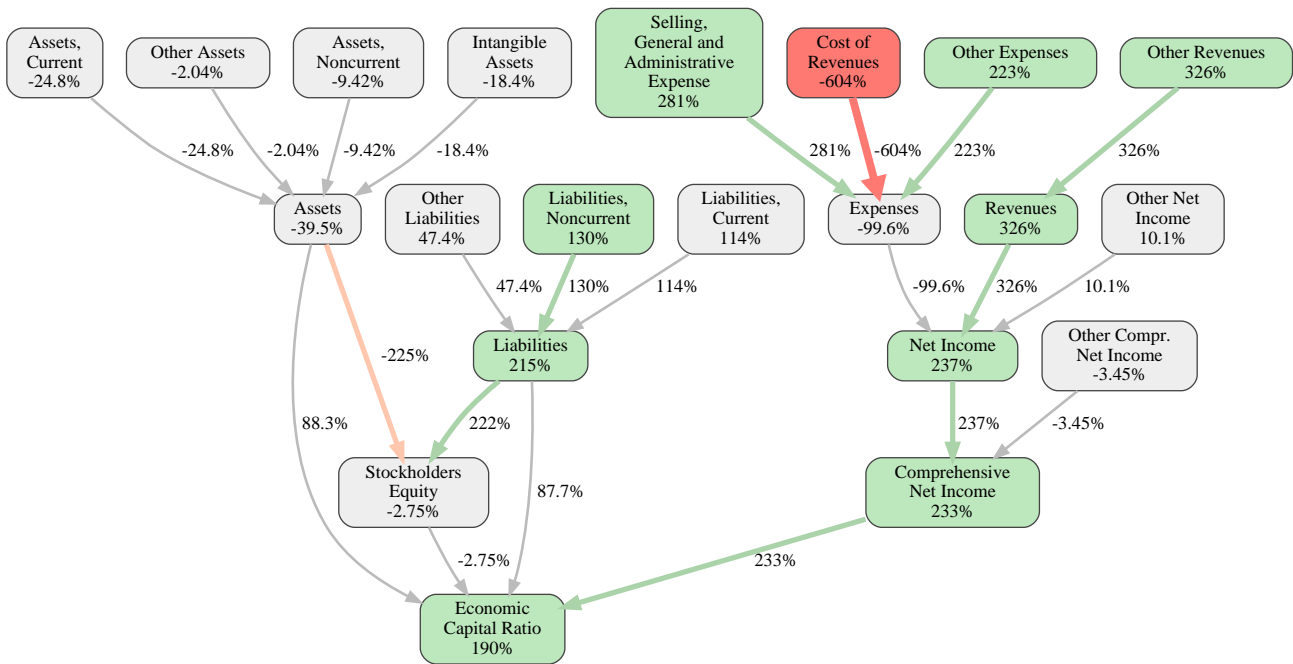 Assets,
Current
-24.8%
Other Assets
-2.04%
Assets,
Noncurrent
-9.42%
Intangible
Assets
-18.4%
Selling,
General and
Administrative
Expense
281%
Cost of
Revenues
-604%
Other Expenses
223%
Other Revenues
326%
-24.8%
-2.04%
-9.42%
-18.4%
281%
-604%
223%
326%
Assets
-39.5%
Other
Liabilities
47.4%
Liabilities,
Noncurrent
130%
Liabilities,
Current
114%
Expenses
-99.6%
Revenues
326%
Other Net
Income
10.1%
47.4%
130%
114%
-99.6%
326%
10.1%
-225%
Liabilities
215%
Net Income
237%
Other Compr.
Net Income
-3.45%
88.3%
222%
237%
-3.45%
Stockholders
Equity
-2.75%
87.7%
Comprehensive
Net Income
233%
-2.75%
233%
Economic
Capital Ratio
190%